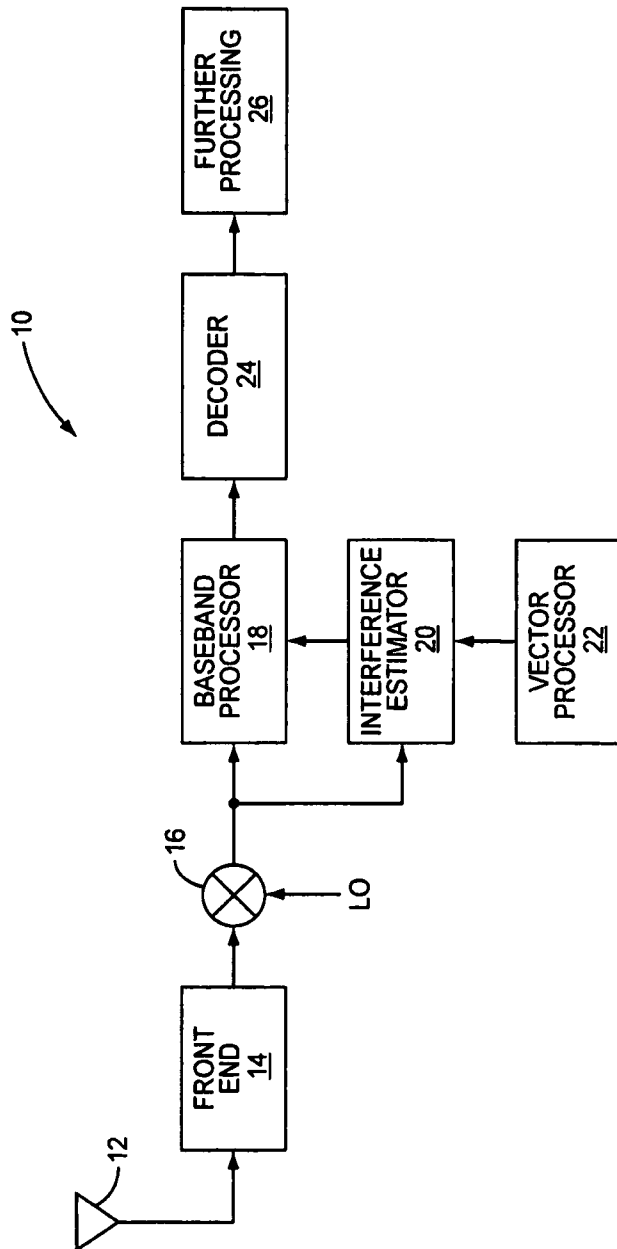 10
12
FRONT
END
14
16
LO
BASEBAND
PROCESSOR
18
INTERFERENCE
ESTIMATOR
20
VECTOR
PROCESSOR
22
DECODER
24
FURTHER
PROCESSING
26